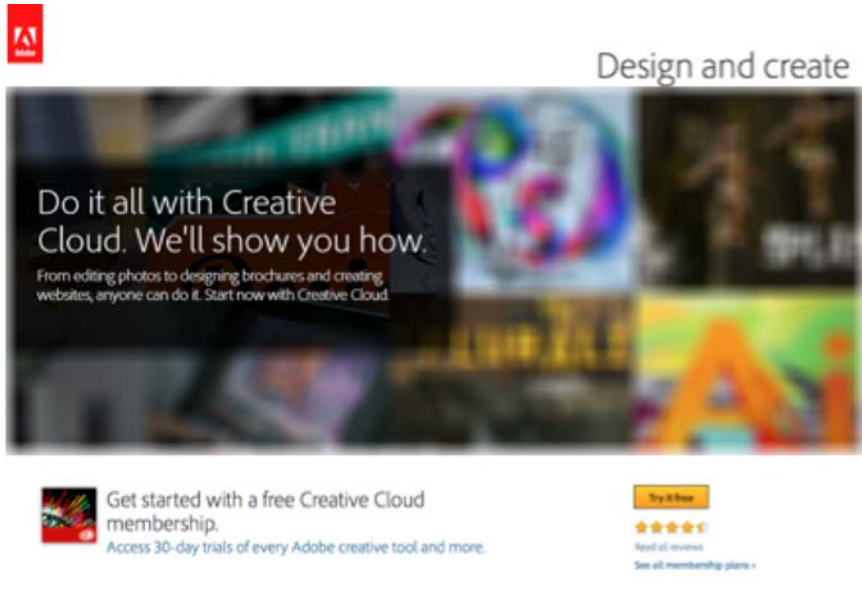 Adobe
Design and create
Do it all with Creative
Cloud. We'll show you how.
From editing photos to designing brochures and creating
websites, anyone can do it. Start now with Creative Cloud.
Ai
Get started with a free Creative Cloud
membership.
Access 30-day trials of every Adobe creative tool and more.
Try it free
Read all reviews
See all membership plans ›